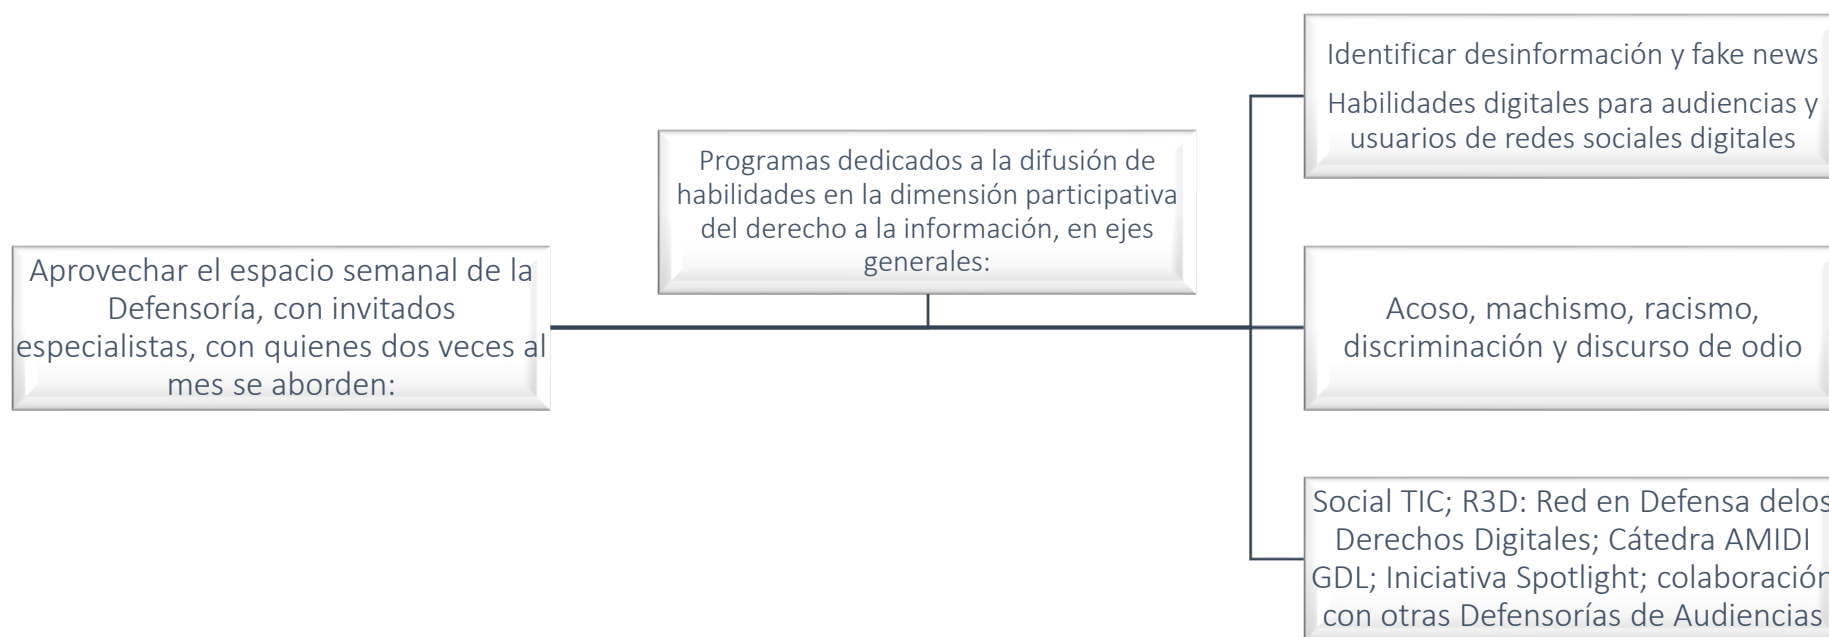 Aprovechar el espacio semanal de la
Defensoría, con invitados
especialistas, con quienes dos veces al
mes se aborden:
Programas dedicados a la difusión de
habilidades en la dimensión participativa
del derecho a la información, en ejes
generales:
Identificar desinformación y fake news
Habilidades digitales para audiencias y
usuarios de redes sociales digitales
Acoso, machismo, racismo,
discriminación y discurso de odio
Social TIC; R3D: Red en Defensa delos
Derechos Digitales; Cátedra AMIDI
GDL; Iniciativa Spotlight; colaboración
con otras Defensorías de Audiencias